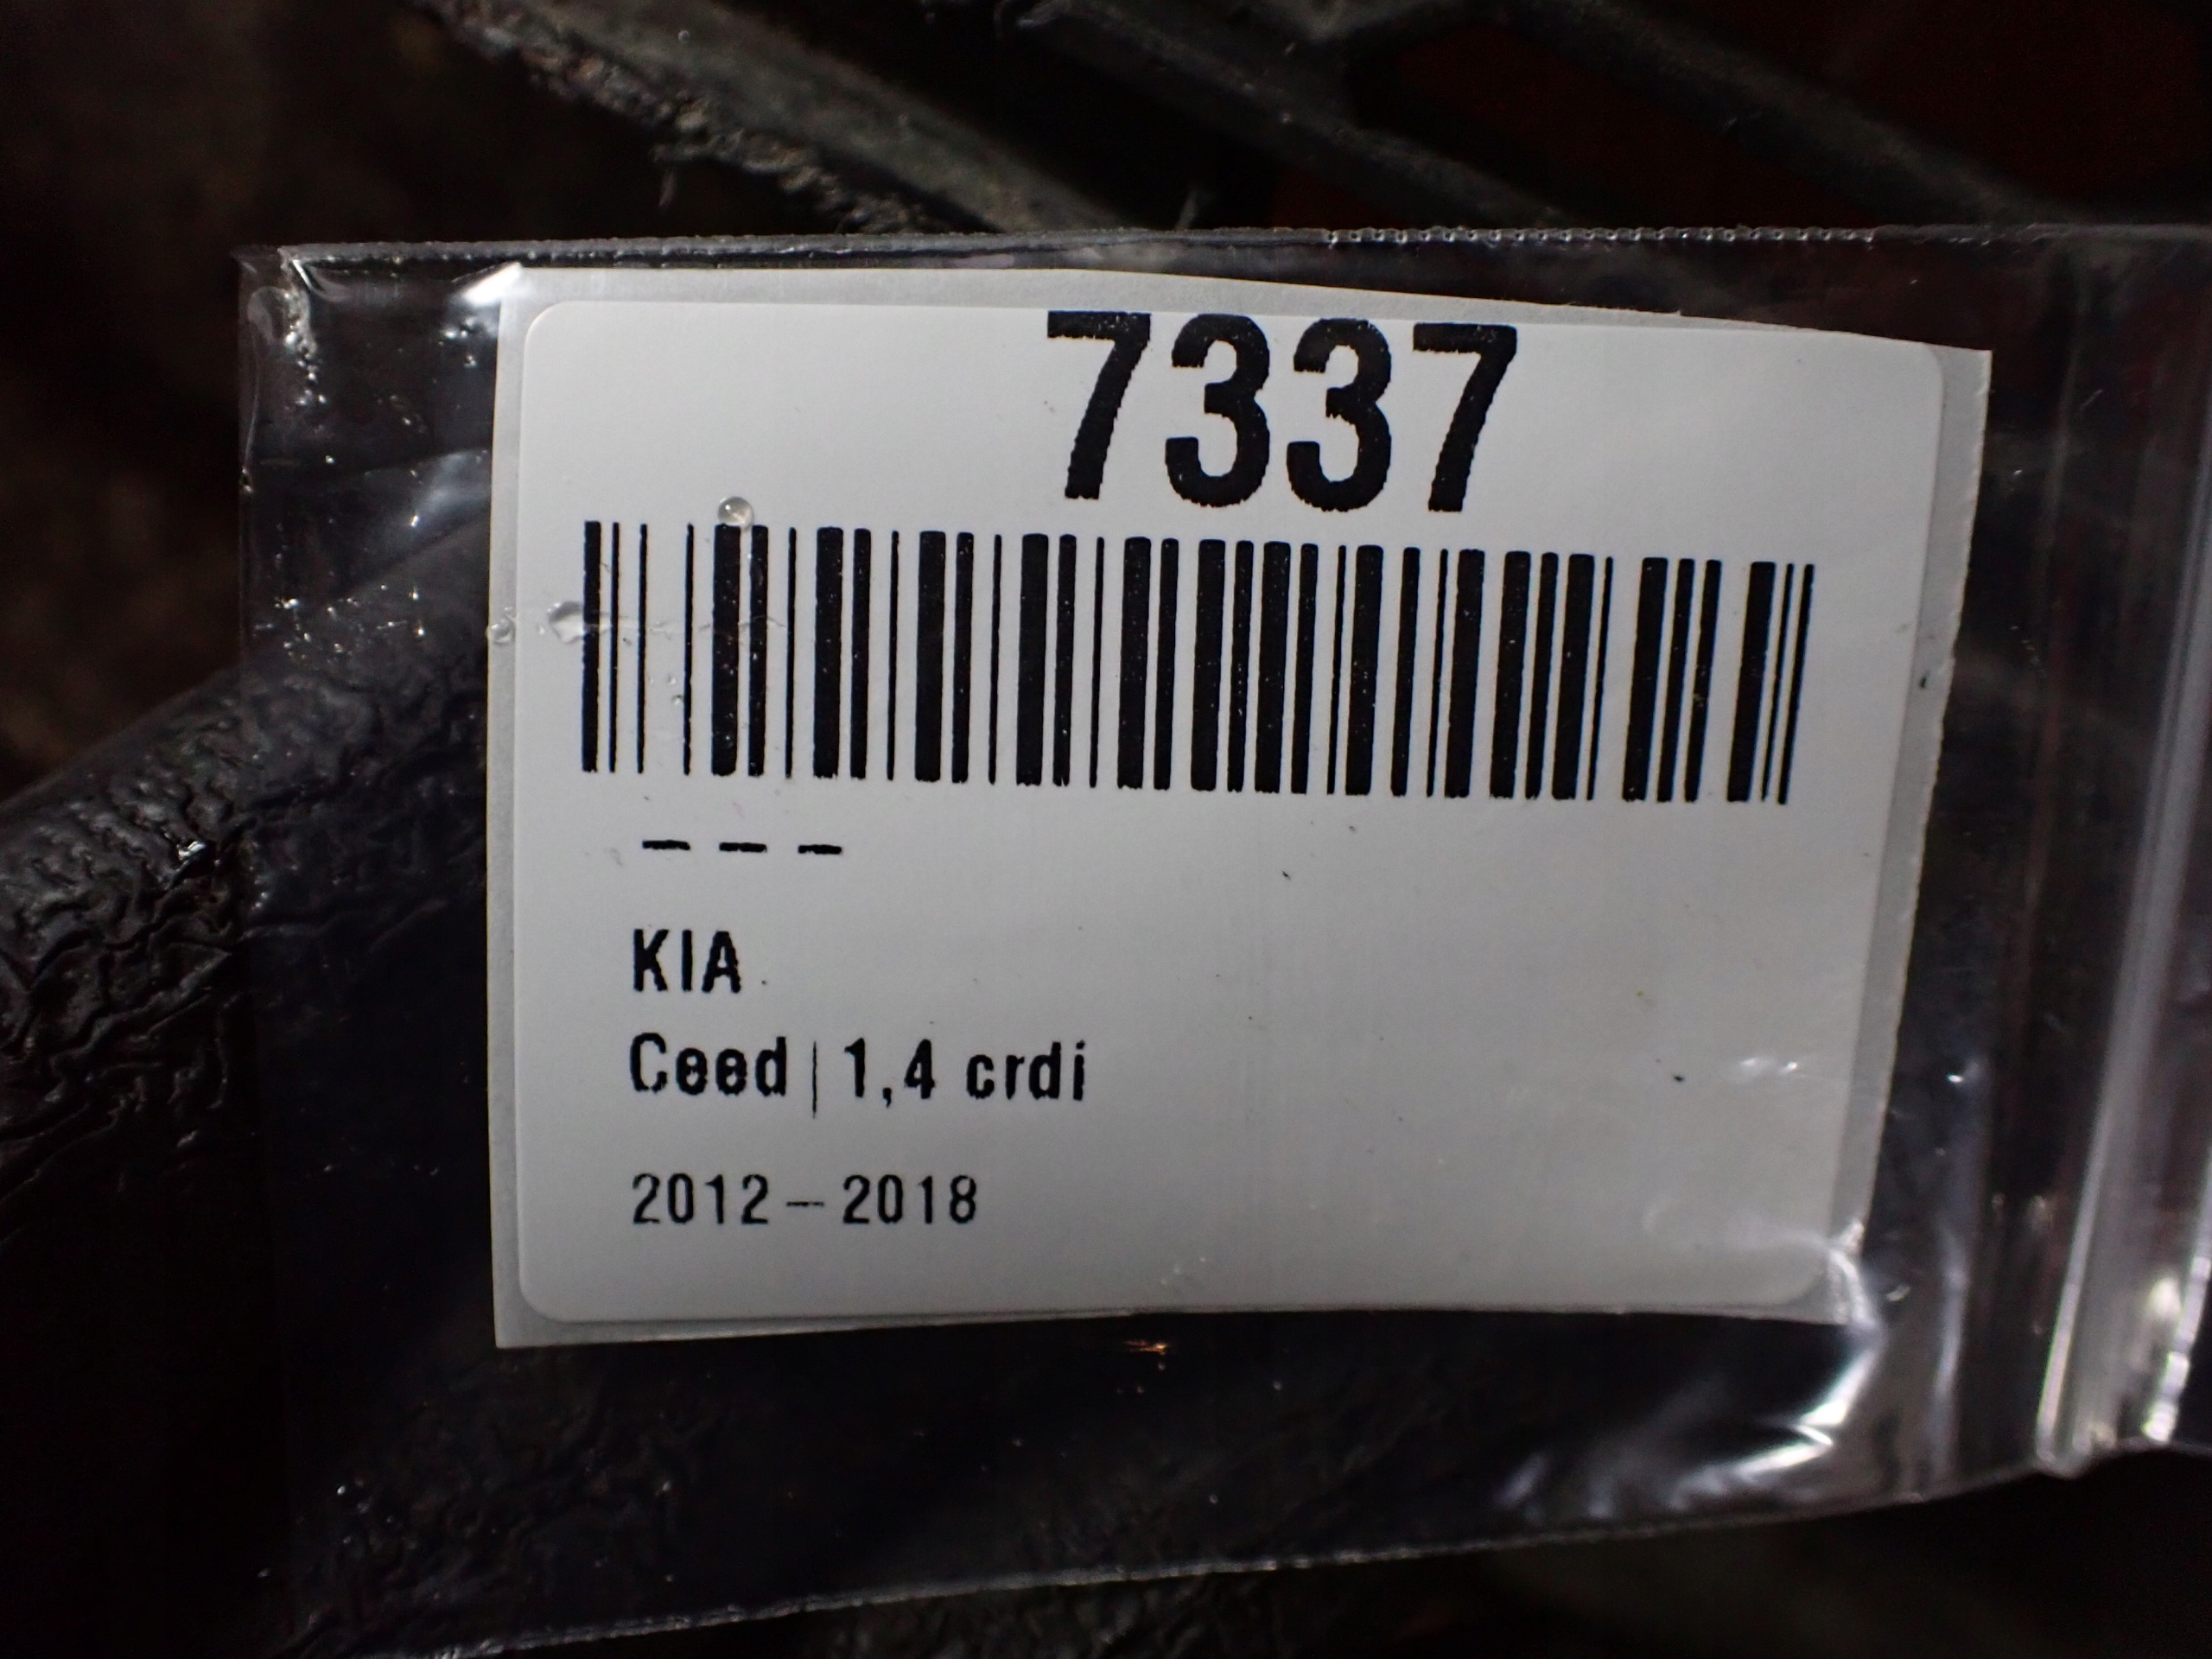 7337
– – –
KIA
Ceed | 1,4 crdi
2012 – 2018